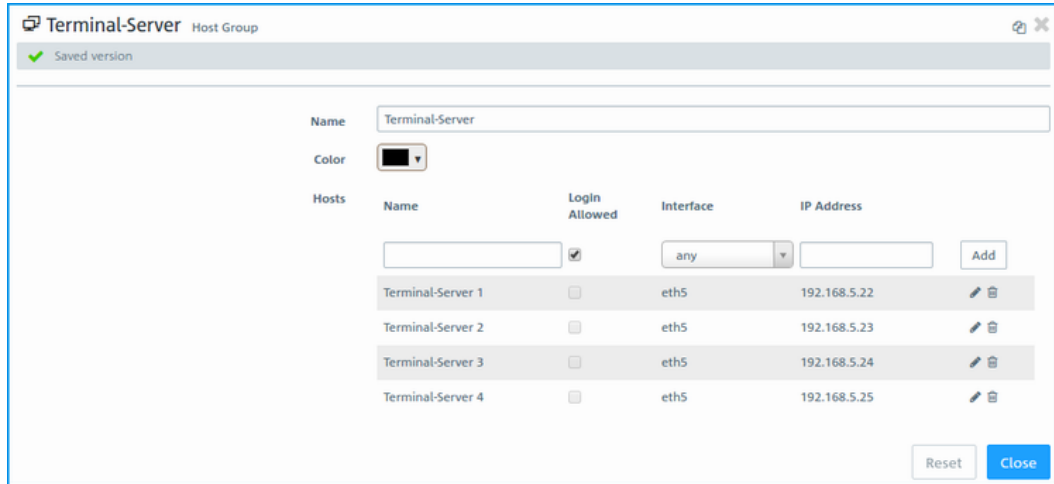 Terminal-Server Host Group
Saved version
Name Terminal-Server
Color
Hosts Name Login Allowed Interface IP Address
any Add
Terminal-Server 1 eth5 192.168.5.22
Terminal-Server 2 eth5 192.168.5.23
Terminal-Server 3 eth5 192.168.5.24
Terminal-Server 4 eth5 192.168.5.25
Reset Close